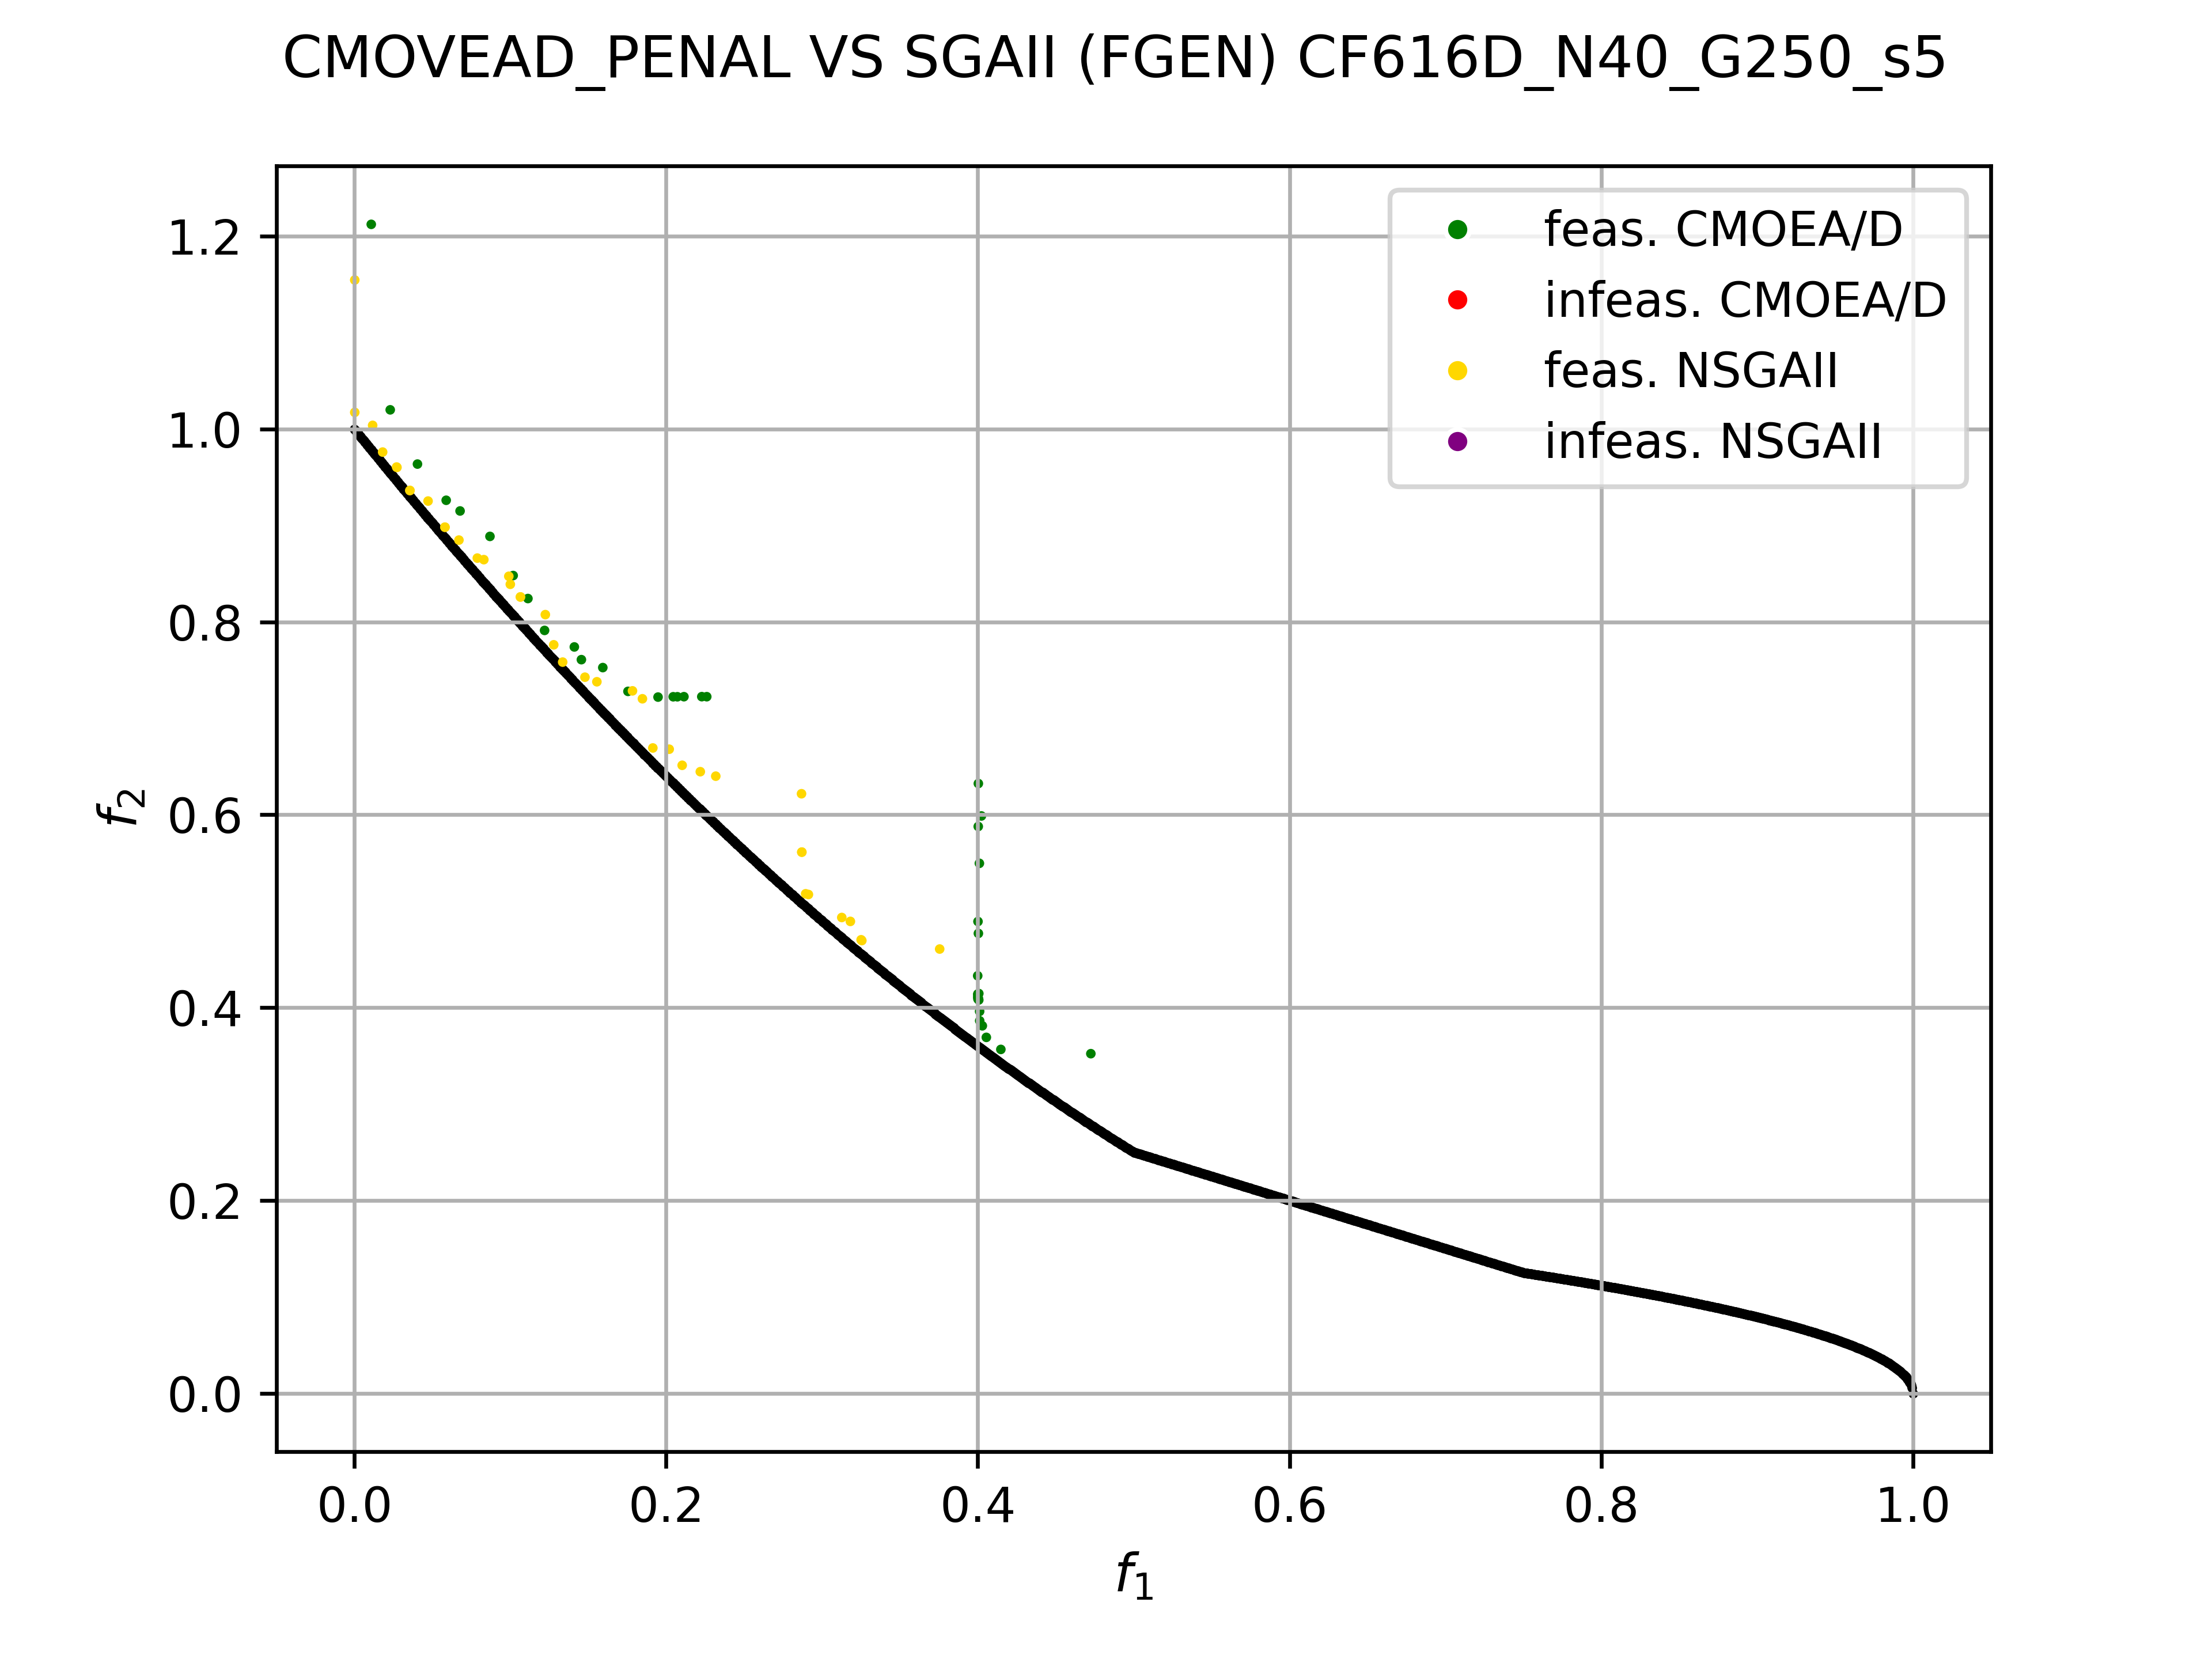 CMOVEAD_PENAL VS SGAII (FGEN) CF616D_N40_G250_s5
feas. CMOEA/D
infeas. CMOEA/D
feas. NSGAII
infeas. NSGAII
1.2
1.0
0.8
0.6
0.4
0.2
0.0
f2
0.0 0.2 0.4 0.6 0.8 1.0
f1